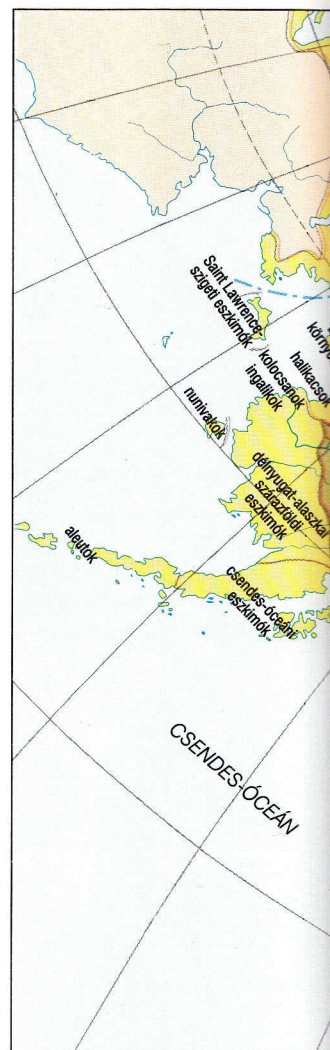 Saint Lawrence-
szigeti eszkimók
kolocsanok
ingalikok
halikacsok
nunivakok
délnyugat-alaszkai
szárazföldi
eszkimók
aleutok
csendes-óceáni
eszkimók
CSENDES-ÓCEÁN